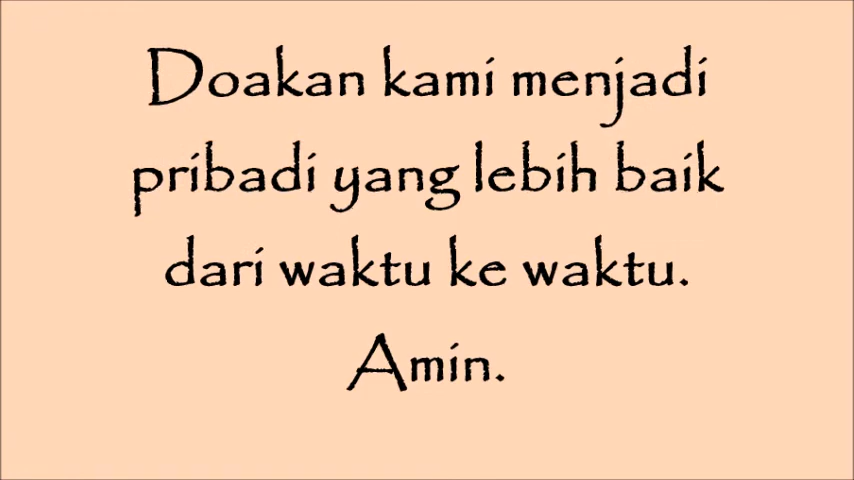 Doakan kami menjadi
pribadi yang lebih baik
dari waktu ke waktu.
Amin.